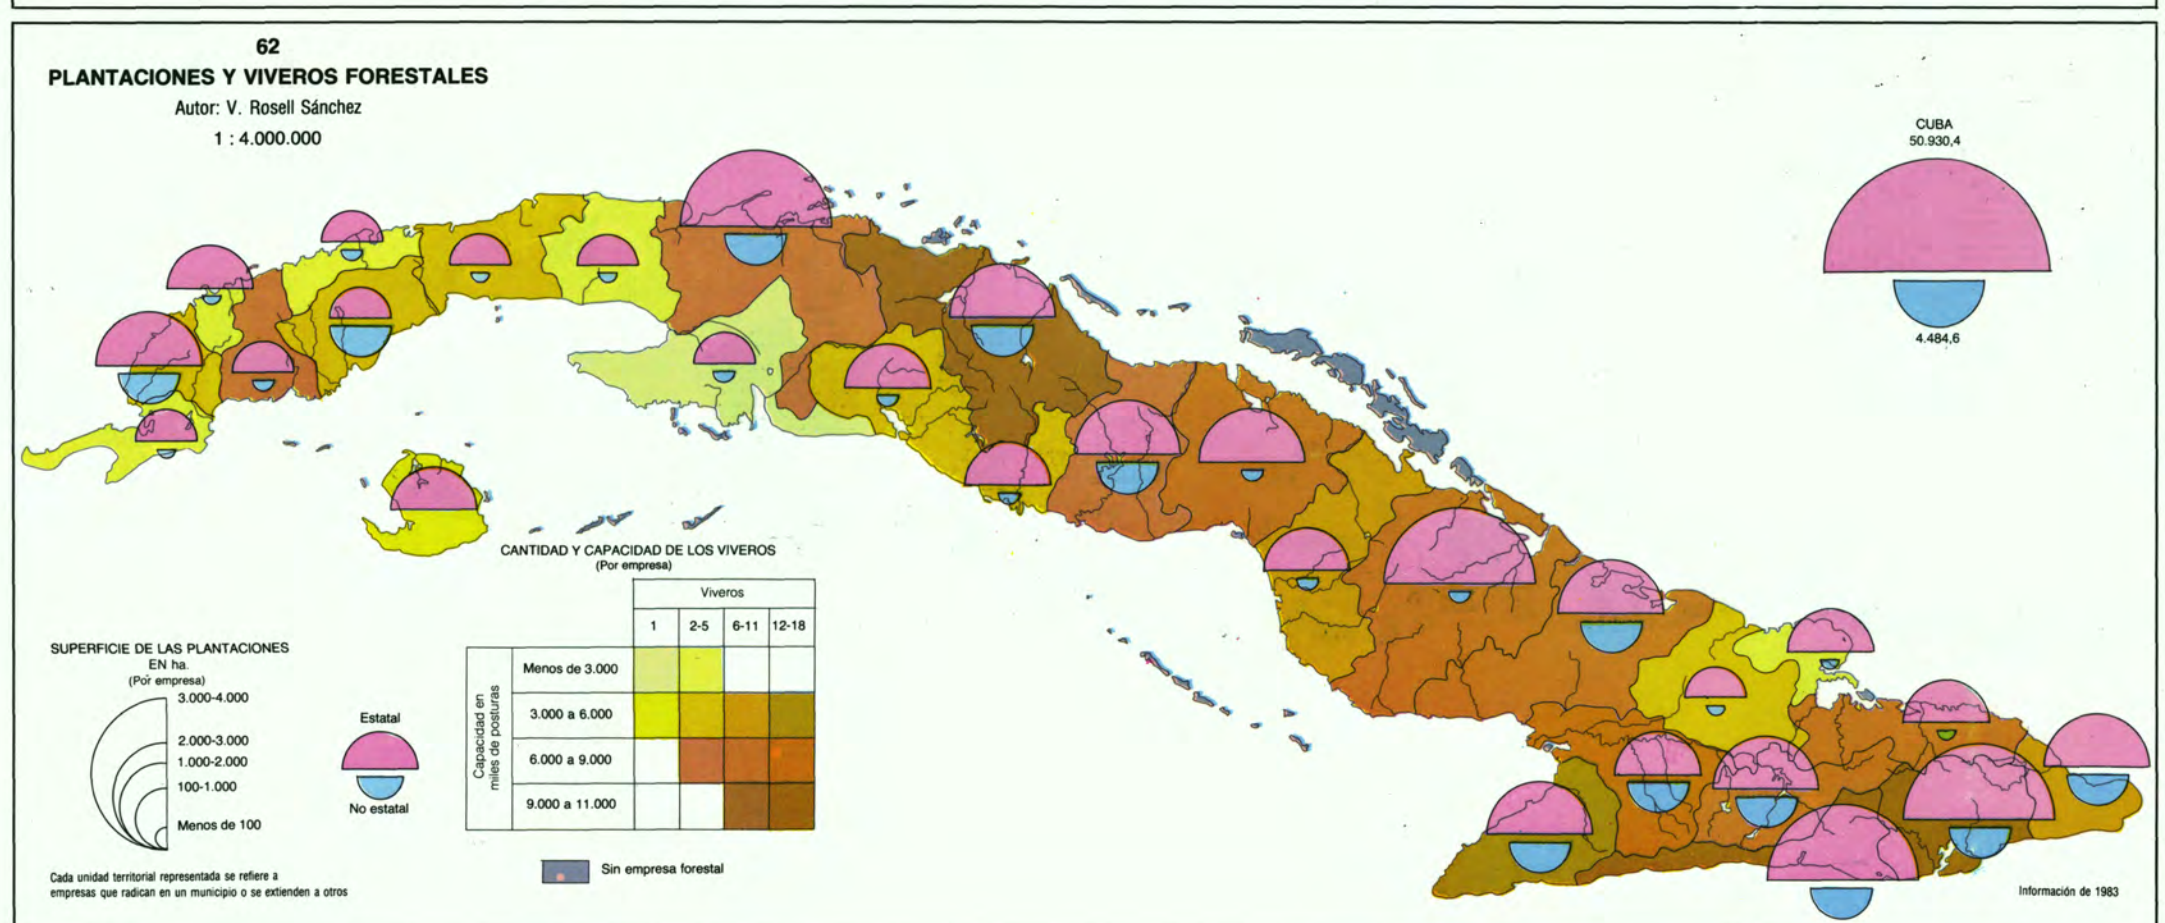 62
PLANTACIONES Y VIVEROS FORESTALES
Autor: V. Rosell Sánchez
1 : 4.000.000
CUBA
50.930,4
4.484,6
CANTIDAD Y CAPACIDAD DE LOS VIVEROS
(Por empresa)
Viveros
1 2-5 6-11 12-18
Capacidad en
miles de posturas
Menos de 3.000
3.000 a 6.000
6.000 a 9.000
9.000 a 11.000
Sin empresa forestal
SUPERFICIE DE LAS PLANTACIONES
EN ha.
(Por empresa)
3.000-4.000
2.000-3.000
1.000-2.000
100-1.000
Menos de 100
Estatal
No estatal
Cada unidad territorial representada se refiere a
empresas que radican en un municipio o se extienden a otros
Información de 1983